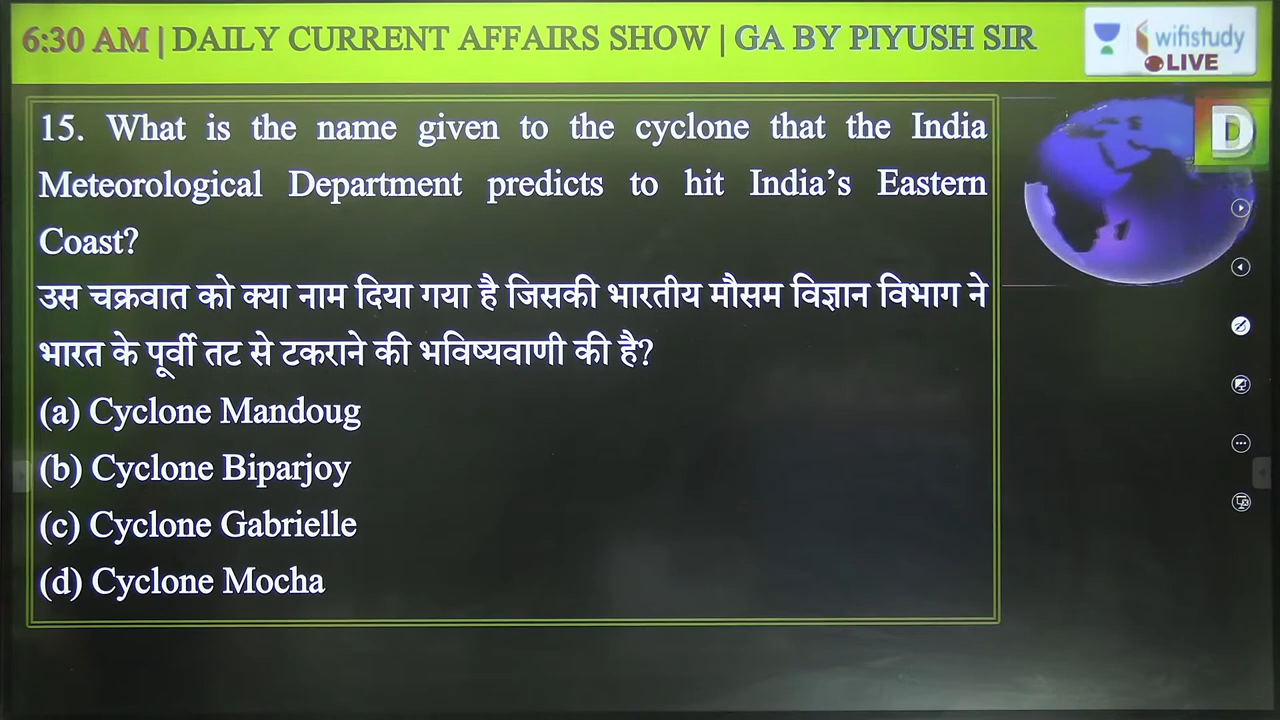 6:30 AM | DAILY CURRENT AFFAIRS SHOW | GA BY PIYUSH SIR
wifistudy
LIVE
D
15. What is the name given to the cyclone that the India
Meteorological Department predicts to hit India's Eastern
Coast?
उस चक्रवात को क्या नाम दिया गया है जिसकी भारतीय मौसम विज्ञान विभाग ने
भारत के पूर्वी तट से टकराने की भविष्यवाणी की है?
(a) Cyclone Mandoug
(b) Cyclone Biparjoy
(c) Cyclone Gabrielle
(d) Cyclone Mocha